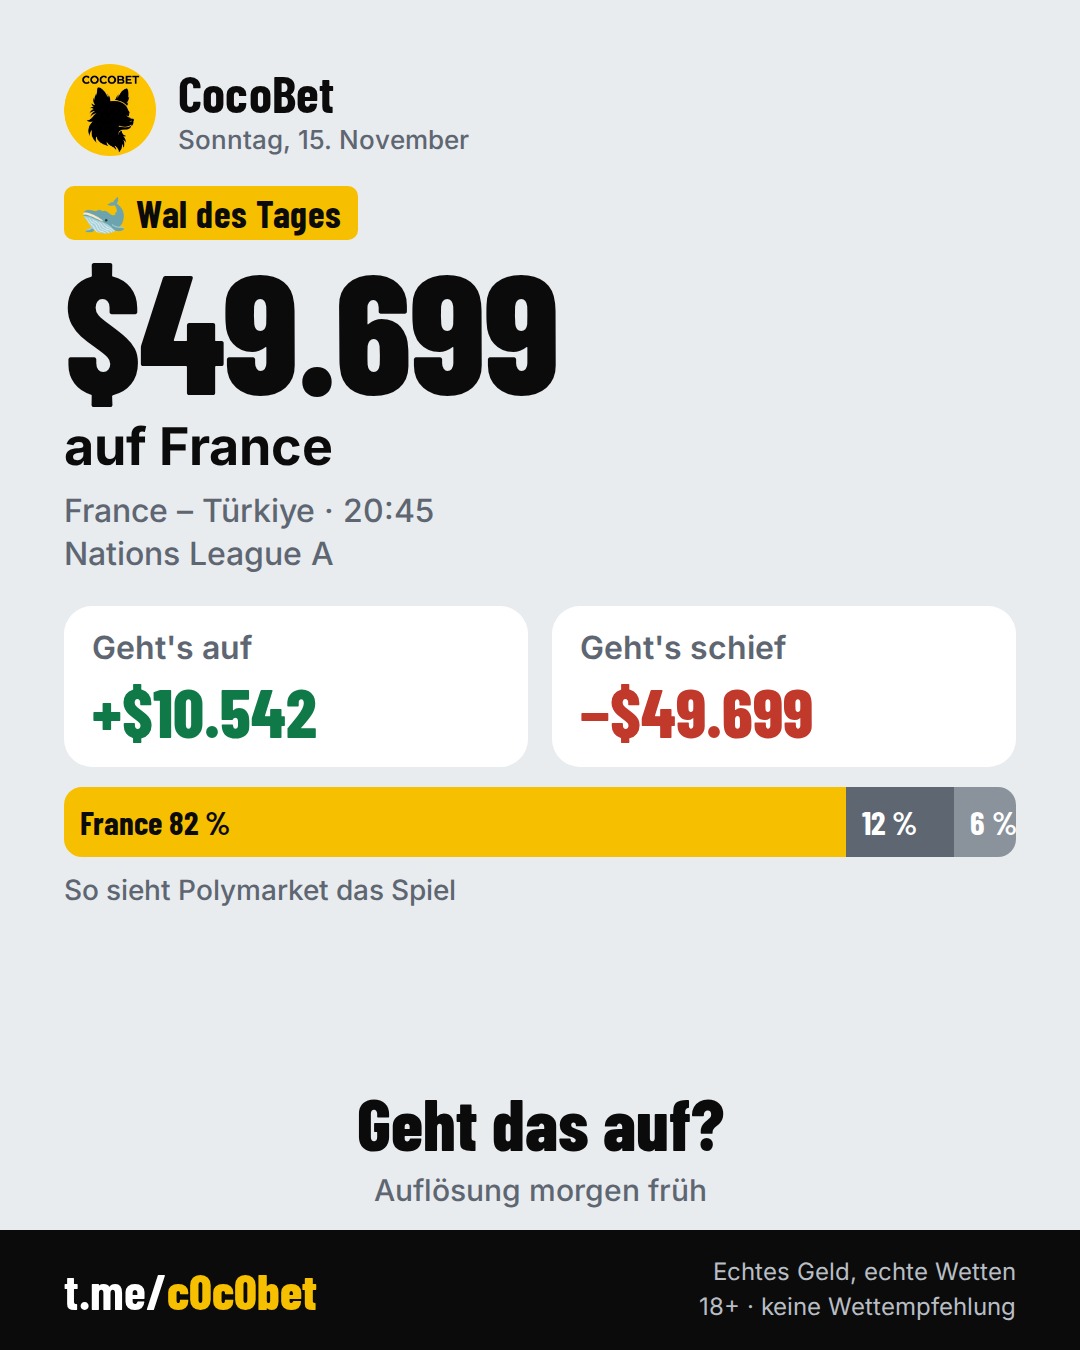 COCOBET
CocoBet
Sonntag, 15. November
🐳 Wal des Tages
$49.699
auf France
France – Türkiye · 20:45
Nations League A
Geht's auf
+$10.542
Geht's schief
–$49.699
France 82 %
12 %
6 %
So sieht Polymarket das Spiel
Geht das auf?
Auflösung morgen früh
t.me/c0c0bet
Echtes Geld, echte Wetten
18+ · keine Wettempfehlung